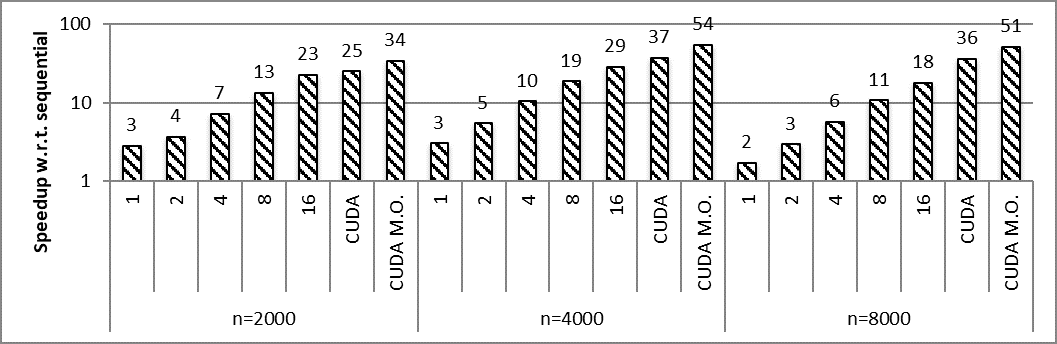 Speedup w.r.t. sequential
100
10
1
3 4 7 13 23 25 34 3 5 10 19 29 37 54 2 3 6 11 18 36 51
1 2 4 8 16 CUDA CUDA M.O. 1 2 4 8 16 CUDA CUDA M.O. 1 2 4 8 16 CUDA CUDA M.O.
n=2000 n=4000 n=8000